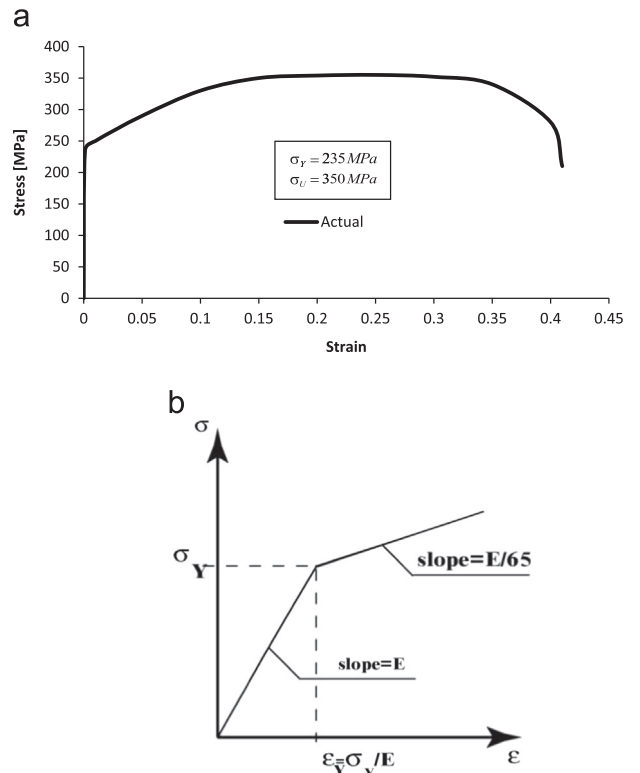 a
400
350
300
250
200
150
100
50
0
Stress [MPa]
σY = 235 MPa
σU = 350 MPa
Actual
0 0.05 0.1 0.15 0.2 0.25 0.3 0.35 0.4 0.45
Strain
b
σ
σY
slope=E/65
slope=E
εY=σY/E
ε